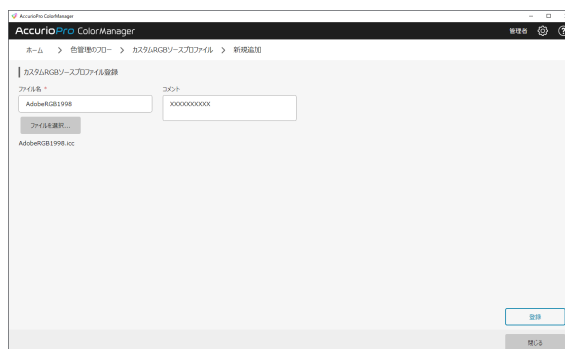 AccurioPro ColorManager
AccurioPro ColorManager
管理者
ホーム > 色管理のフロー > カスタムRGBソースプロファイル > 新規追加
カスタムRGBソースプロファイル登録
ファイル名 *
コメント
AdobeRGB1998
XXXXXXXXXX
ファイルを選択...
AdobeRGB1998.icc
登録
閉じる